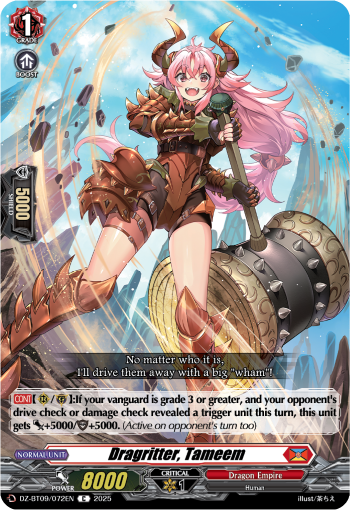 1
GRADE
BOOST
5000
SHIELD
No matter who it is,
I'll drive them away with a big "wham"!
CONT【 / 】:If your vanguard is grade 3 or greater, and your opponent's
drive check or damage check revealed a trigger unit this turn, this unit
gets +5000/+5000. (Active on opponent's turn too)
NORMAL UNIT
Dragritter, Tameem
POWER 8000
CRITICAL
1
Dragon Empire
Human
DZ-BT09/072EN C 2025
illust/茶ちえ